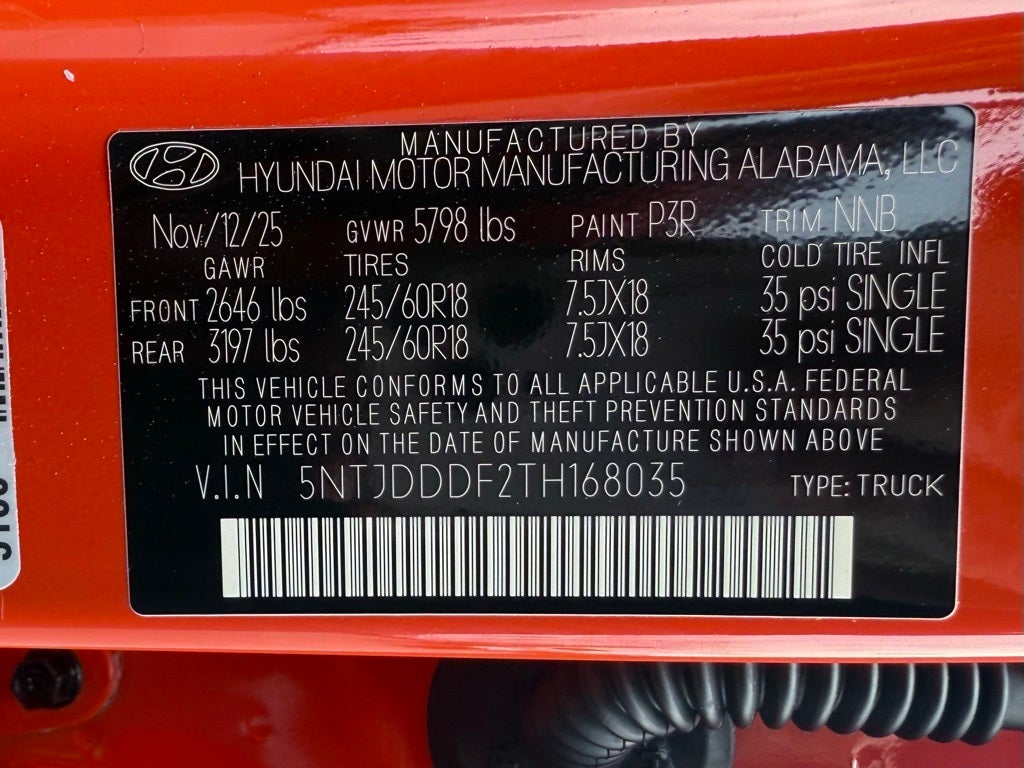 MANUFACTURED BY
HYUNDAI MOTOR MANUFACTURING ALABAMA, LLC
Nov/12/25 GVWR 5798 lbs PAINT P3R TRIM NNB
GAWR TIRES RIMS COLD TIRE INFL
FRONT 2646 lbs 245/60R18 7.5JX18 35 psi SINGLE
REAR 3197 lbs 245/60R18 7.5JX18 35 psi SINGLE
THIS VEHICLE CONFORMS TO ALL APPLICABLE U.S.A. FEDERAL
MOTOR VEHICLE SAFETY AND THEFT PREVENTION STANDARDS
IN EFFECT ON THE DATE OF MANUFACTURE SHOWN ABOVE
V.I.N 5NTJDDDF2TH168035 TYPE: TRUCK